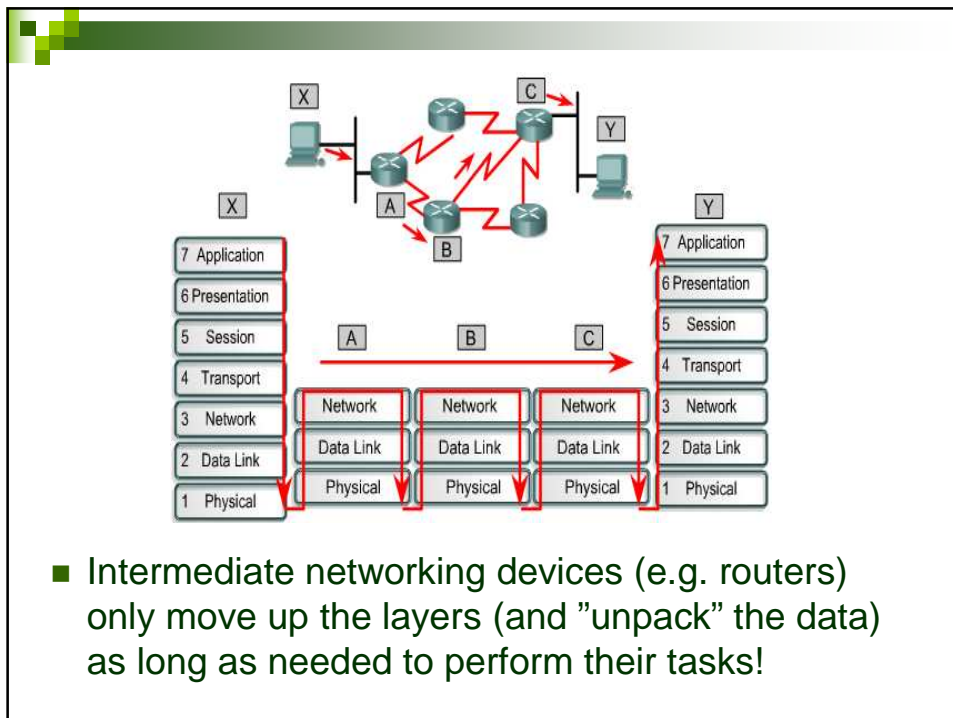 X
C
Y
A
B
X
Y
7 Application
6 Presentation
5 Session
4 Transport
3 Network
2 Data Link
1 Physical
A B C
Network Network Network
Data Link Data Link Data Link
Physical Physical Physical
7 Application
6 Presentation
5 Session
4 Transport
3 Network
2 Data Link
1 Physical
Intermediate networking devices (e.g. routers)
only move up the layers (and ”unpack” the data)
as long as needed to perform their tasks!